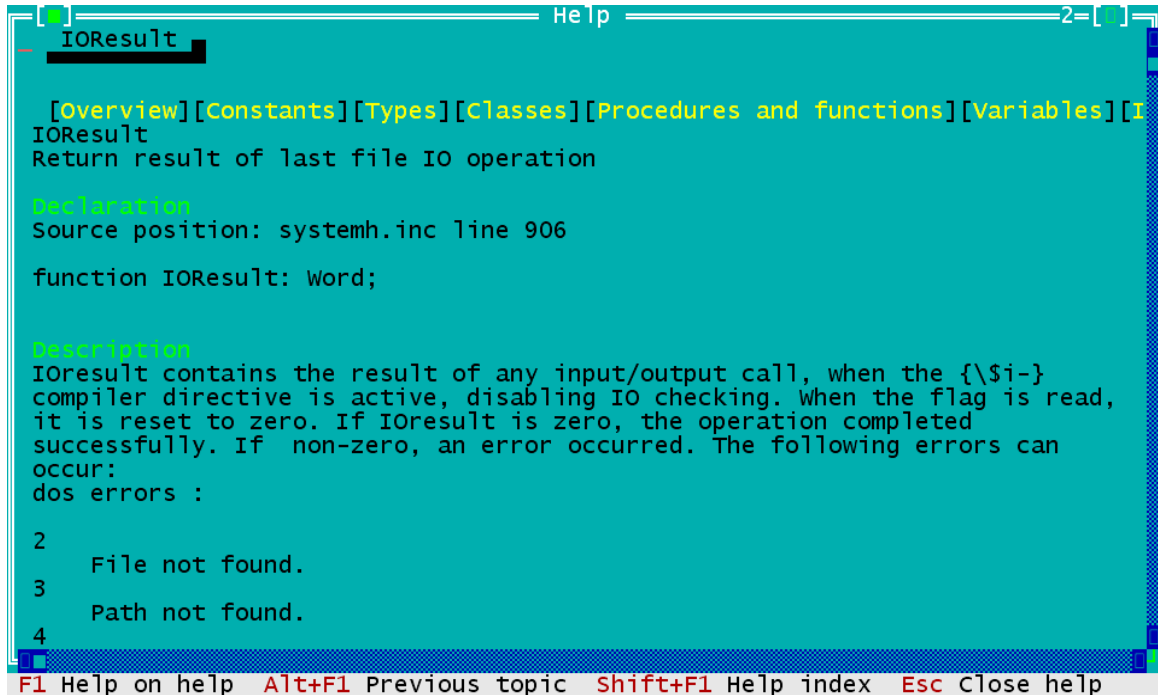 Help 2
IOResult
[Overview][Constants][Types][Classes][Procedures and functions][Variables][I
IOResult
Return result of last file IO operation
Declaration
Source position: systemh.inc line 906
function IOResult: Word;
Description
IOresult contains the result of any input/output call, when the {\$i-}
compiler directive is active, disabling IO checking. When the flag is read,
it is reset to zero. If IOresult is zero, the operation completed
successfully. If  non-zero, an error occurred. The following errors can
occur:
dos errors :
2
File not found.
3
Path not found.
4
F1 Help on help  Alt+F1 Previous topic  Shift+F1 Help index  Esc Close help